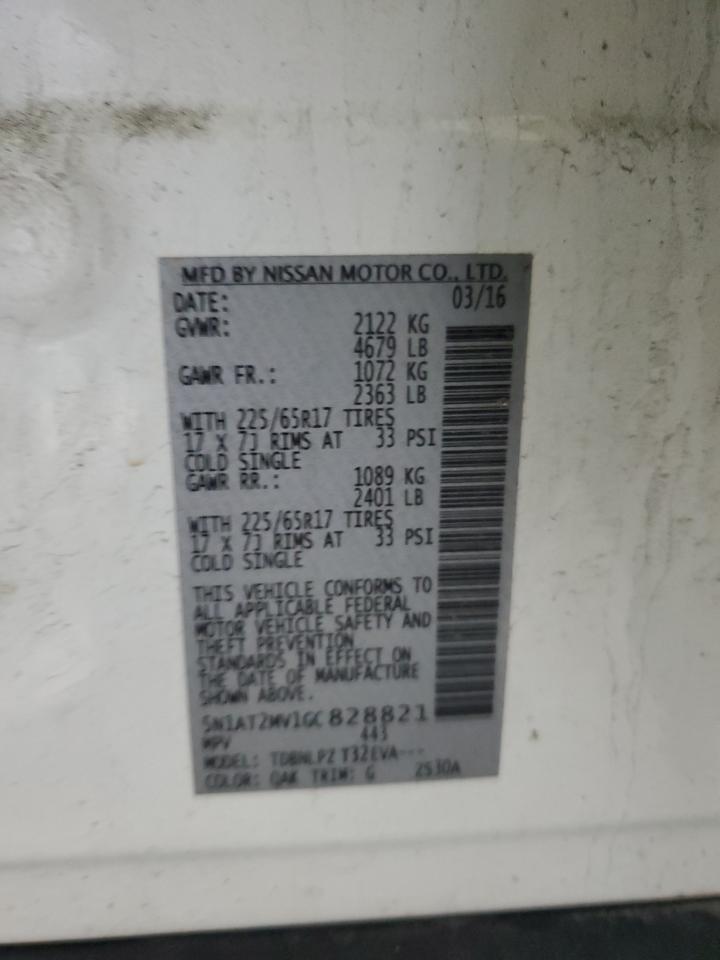 MFD BY NISSAN MOTOR CO., LTD.
DATE: 03/16
GVWR: 2122 KG
4679 LB
GAWR FR.: 1072 KG
2363 LB
WITH 225/65R17 TIRES
17 X 7J RIMS AT 33 PSI
COLD SINGLE
GAWR RR.: 1089 KG
2401 LB
WITH 225/65R17 TIRES
17 X 7J RIMS AT 33 PSI
COLD SINGLE
THIS VEHICLE CONFORMS TO
ALL APPLICABLE FEDERAL
MOTOR VEHICLE SAFETY AND
THEFT PREVENTION
STANDARDS IN EFFECT ON
THE DATE OF MANUFACTURE
SHOWN ABOVE.
5N1AT2MV1GC828821
MPV 443
MODEL: T32
COLOR: QAK TRIM: G 2530A